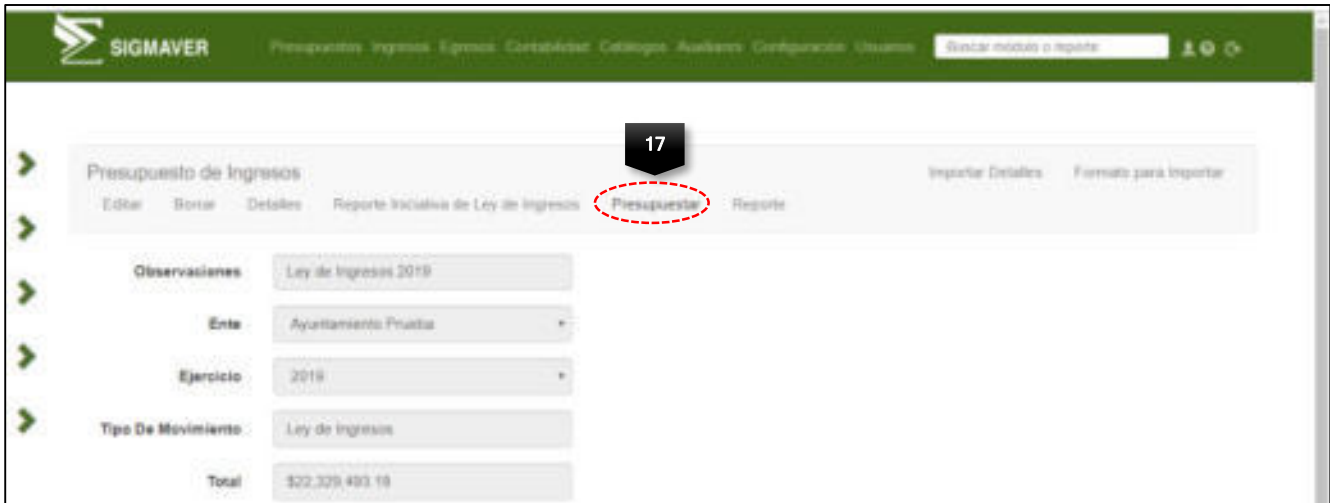 SIGMAVER
Presupuestos Ingresos Egresos Contabilidad Catálogos Auxiliares Configuración Usuarios
Buscar módulo o reporte
17
Presupuesto de Ingresos
Importar Detalles Formato para Importar
Editar Borrar Detalles Reporte Iniciativa de Ley de Ingresos Presupuestar Reporte
Observaciones Ley de Ingresos 2019
Ente Ayuntamiento Prueba
Ejercicio 2019
Tipo De Movimiento Ley de Ingresos
Total $22,329,493.18